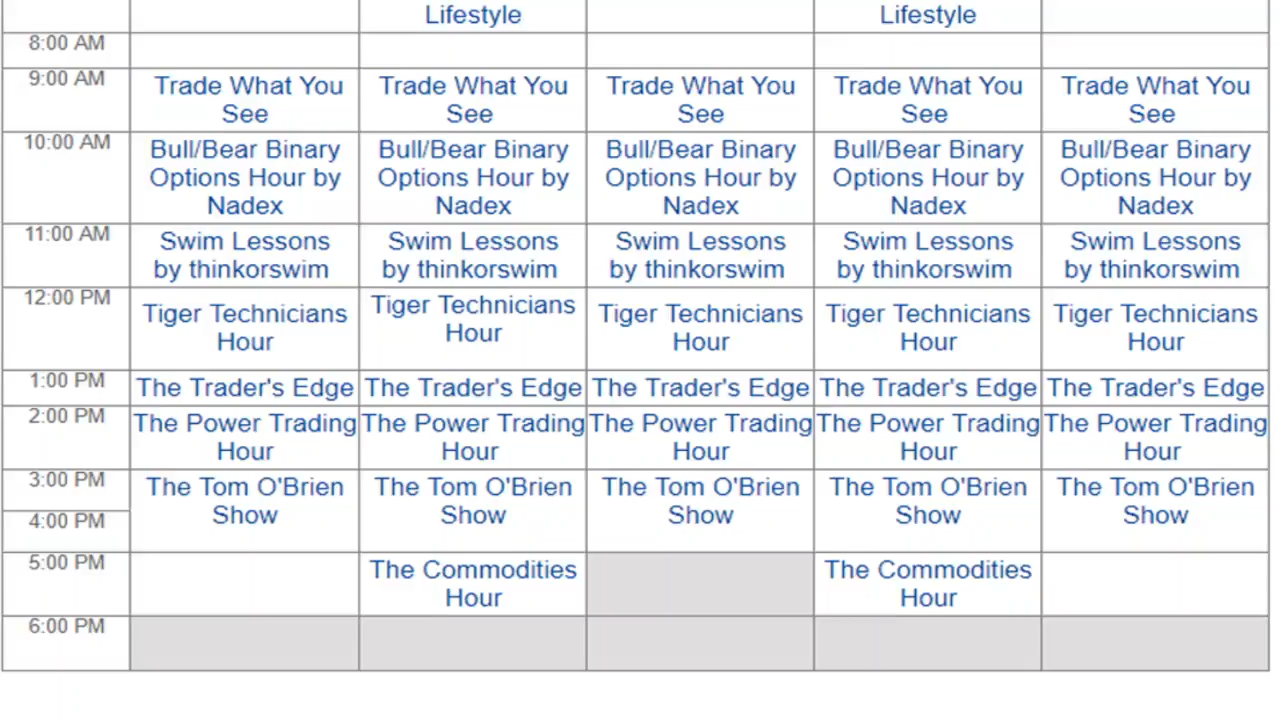 Lifestyle Lifestyle
8:00 AM
9:00 AM
Trade What You Trade What You Trade What You Trade What You Trade What You
See See See See See
10:00 AM
Bull/Bear Binary Bull/Bear Binary Bull/Bear Binary Bull/Bear Binary Bull/Bear Binary
Options Hour by Options Hour by Options Hour by Options Hour by Options Hour by
Nadex Nadex Nadex Nadex Nadex
11:00 AM
Swim Lessons Swim Lessons Swim Lessons Swim Lessons Swim Lessons
by thinkorswim by thinkorswim by thinkorswim by thinkorswim by thinkorswim
12:00 PM
Tiger Technicians Tiger Technicians Tiger Technicians Tiger Technicians Tiger Technicians
Hour Hour Hour Hour Hour
1:00 PM
The Trader's Edge The Trader's Edge The Trader's Edge The Trader's Edge The Trader's Edge
2:00 PM
The Power Trading The Power Trading The Power Trading The Power Trading The Power Trading
Hour Hour Hour Hour Hour
3:00 PM
The Tom O'Brien The Tom O'Brien The Tom O'Brien The Tom O'Brien The Tom O'Brien
Show Show Show Show Show
4:00 PM
5:00 PM
The Commodities The Commodities
Hour Hour
6:00 PM